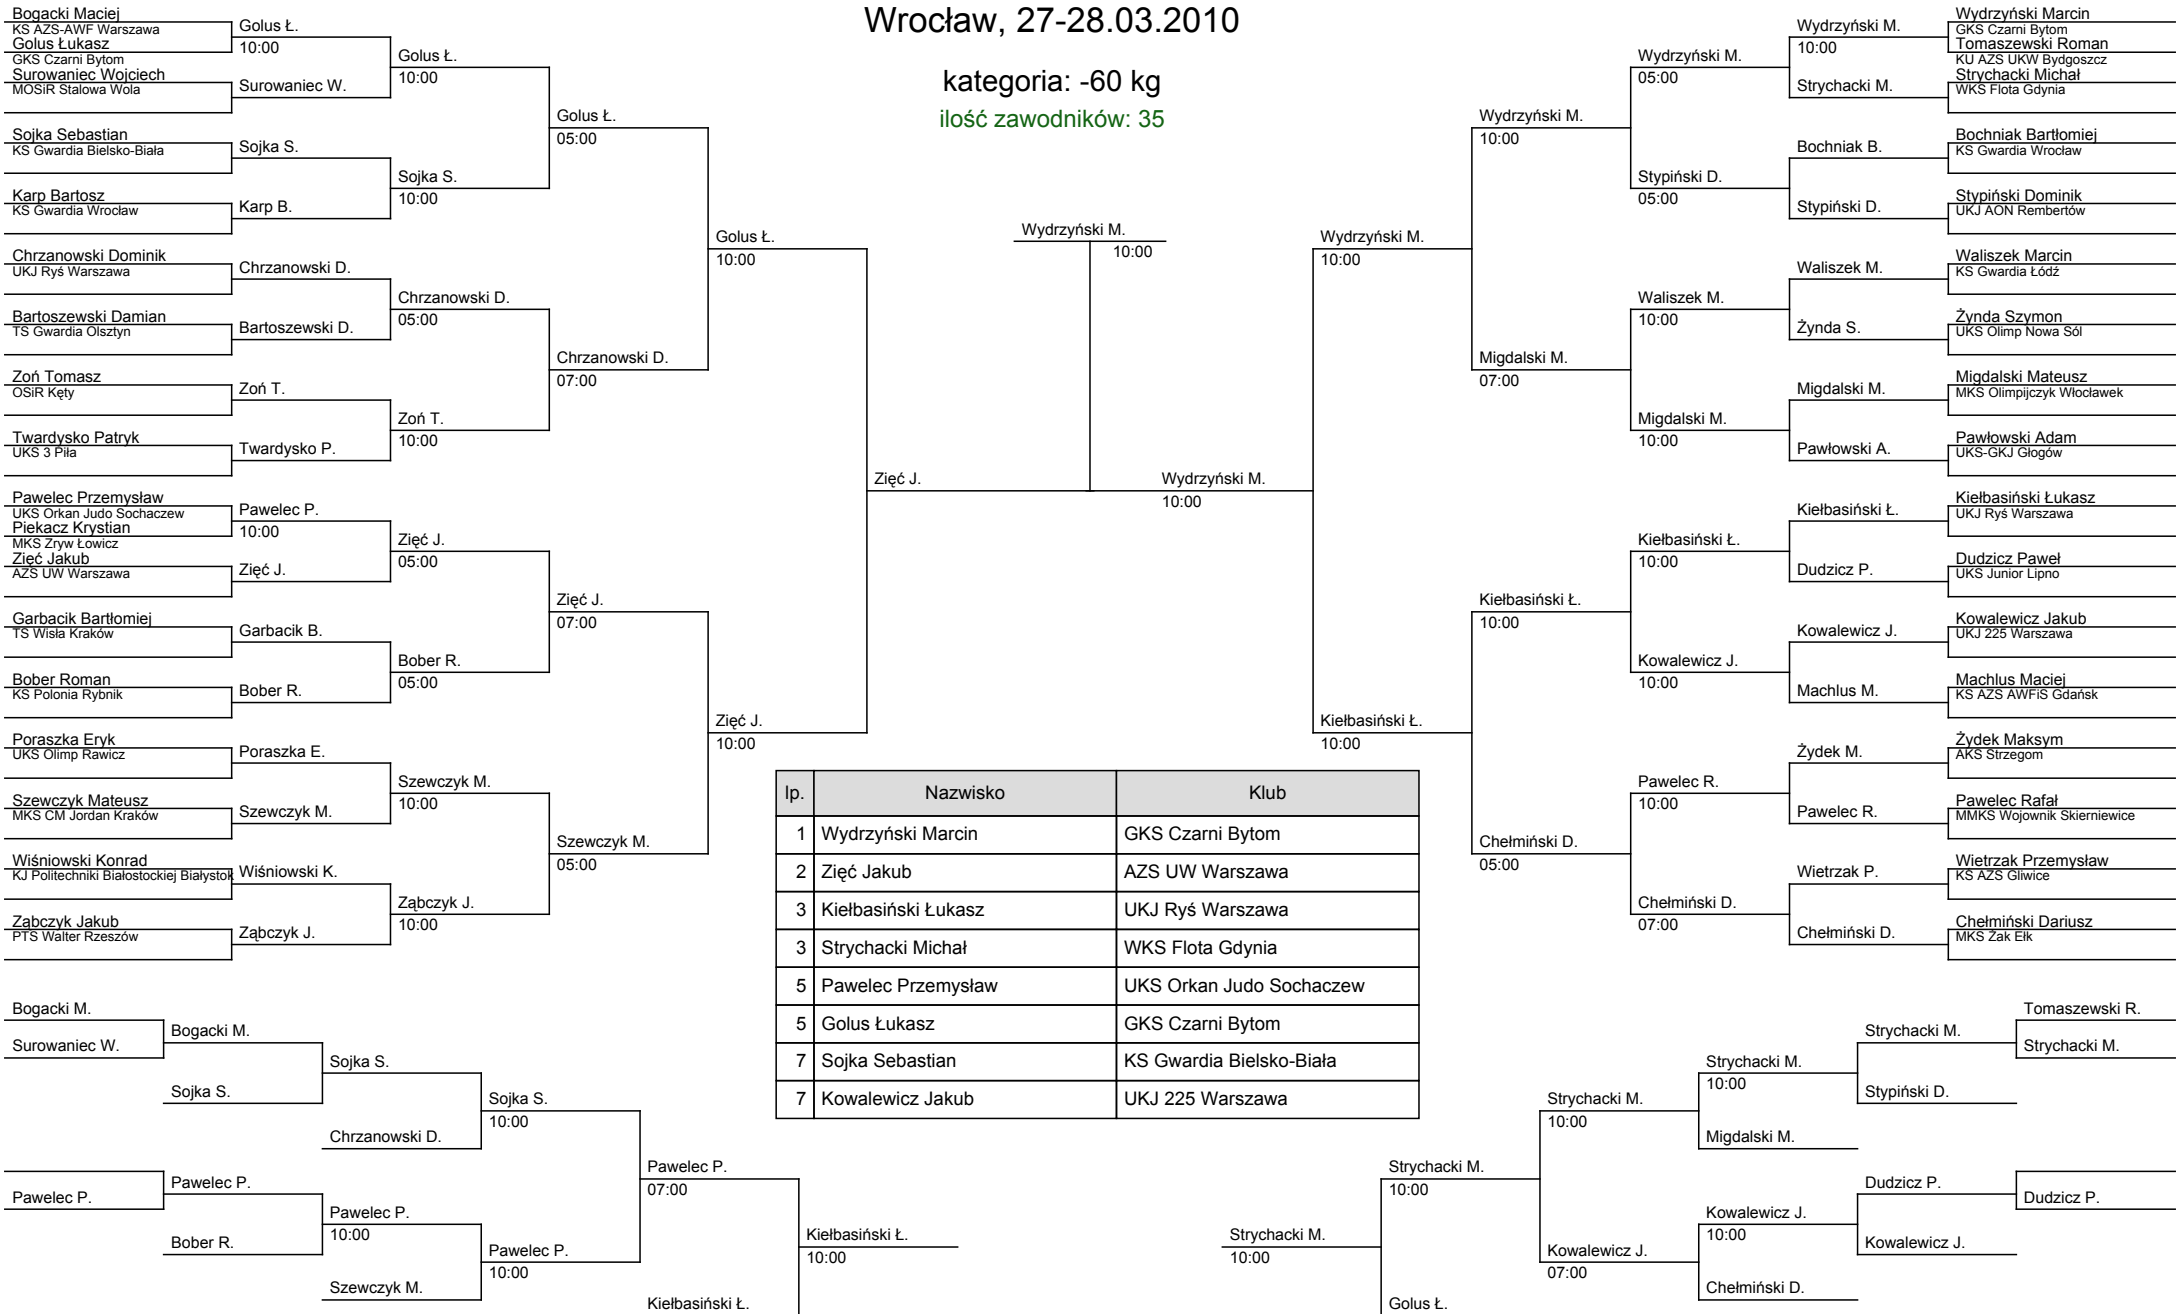 Wrocław, 27-28.03.2010
kategoria: -60 kg
ilość zawodników: 35
Bogacki Maciej
KS AZS-AWF Warszawa
Golus Łukasz
GKS Czarni Bytom
Surowaniec Wojciech
MOSiR Stalowa Wola
Sojka Sebastian
KS Gwardia Bielsko-Biała
Karp Bartosz
KS Gwardia Wrocław
Chrzanowski Dominik
UKJ Ryś Warszawa
Bartoszewski Damian
TS Gwardia Olsztyn
Zoń Tomasz
OSiR Kęty
Twardysko Patryk
UKS 3 Piła
Pawelec Przemysław
UKS Orkan Judo Sochaczew
Piekacz Krystian
MKS Zryw Łowicz
Zięć Jakub
AZS UW Warszawa
Garbacik Bartłomiej
TS Wisła Kraków
Bober Roman
KS Polonia Rybnik
Poraszka Eryk
UKS Olimp Rawicz
Szewczyk Mateusz
MKS CM Jordan Kraków
Wiśniowski Konrad
KJ Politechniki Białostockiej Białystok
Ząbczyk Jakub
PTS Walter Rzeszów
Golus Ł.
10:00
Surowaniec W.
Sojka S.
Karp B.
Chrzanowski D.
Bartoszewski D.
Zoń T.
Twardysko P.
Pawelec P.
10:00
Zięć J.
Garbacik B.
Bober R.
Poraszka E.
Szewczyk M.
Wiśniowski K.
Ząbczyk J.
Golus Ł.
10:00
Sojka S.
10:00
Chrzanowski D.
05:00
Zoń T.
10:00
Zięć J.
05:00
Bober R.
05:00
Szewczyk M.
10:00
Ząbczyk J.
10:00
Golus Ł.
05:00
Chrzanowski D.
07:00
Zięć J.
07:00
Szewczyk M.
05:00
Golus Ł.
10:00
Zięć J.
10:00
Zięć J.
Wydrzyński M.
10:00
Wydrzyński M.
10:00
Wydrzyński M.
10:00
Kiełbasiński Ł.
10:00
Wydrzyński M.
10:00
Migdalski M.
07:00
Kiełbasiński Ł.
10:00
Chełmiński D.
05:00
Wydrzyński M.
05:00
Stypiński D.
05:00
Waliszek M.
10:00
Migdalski M.
10:00
Kiełbasiński Ł.
10:00
Kowalewicz J.
10:00
Pawelec R.
10:00
Chełmiński D.
07:00
Wydrzyński M.
10:00
Strychacki M.
Bochniak B.
Stypiński D.
Waliszek M.
Żynda S.
Migdalski M.
Pawłowski A.
Kiełbasiński Ł.
Dudzicz P.
Kowalewicz J.
Machlus M.
Żydek M.
Pawelec R.
Wietrzak P.
Chełmiński D.
Wydrzyński Marcin
GKS Czarni Bytom
Tomaszewski Roman
KU AZS UKW Bydgoszcz
Strychacki Michał
WKS Flota Gdynia
Bochniak Bartłomiej
KS Gwardia Wrocław
Stypiński Dominik
UKJ AON Rembertów
Waliszek Marcin
KS Gwardia Łódź
Żynda Szymon
UKS Olimp Nowa Sól
Migdalski Mateusz
MKS Olimpijczyk Włocławek
Pawłowski Adam
UKS-GKJ Głogów
Kiełbasiński Łukasz
UKJ Ryś Warszawa
Dudzicz Paweł
UKS Junior Lipno
Kowalewicz Jakub
UKJ 225 Warszawa
Machlus Maciej
KS AZS AWFiS Gdańsk
Żydek Maksym
AKS Strzegom
Pawelec Rafał
MMKS Wojownik Skierniewice
Wietrzak Przemysław
KS AZS Gliwice
Chełmiński Dariusz
MKS Żak Ełk
lp. Nazwisko Klub
1 Wydrzyński Marcin GKS Czarni Bytom
2 Zięć Jakub AZS UW Warszawa
3 Kiełbasiński Łukasz UKJ Ryś Warszawa
3 Strychacki Michał WKS Flota Gdynia
5 Pawelec Przemysław UKS Orkan Judo Sochaczew
5 Golus Łukasz GKS Czarni Bytom
7 Sojka Sebastian KS Gwardia Bielsko-Biała
7 Kowalewicz Jakub UKJ 225 Warszawa
Bogacki M.
Surowaniec W.
Pawelec P.
Bogacki M.
Sojka S.
Pawelec P.
Bober R.
Sojka S.
Chrzanowski D.
Pawelec P.
10:00
Szewczyk M.
Sojka S.
10:00
Pawelec P.
10:00
Pawelec P.
07:00
Kiełbasiński Ł.
Kiełbasiński Ł.
10:00
Strychacki M.
10:00
Strychacki M.
10:00
Golus Ł.
Strychacki M.
10:00
Kowalewicz J.
07:00
Strychacki M.
10:00
Migdalski M.
Kowalewicz J.
10:00
Chełmiński D.
Strychacki M.
Stypiński D.
Dudzicz P.
Kowalewicz J.
Tomaszewski R.
Strychacki M.
Dudzicz P.